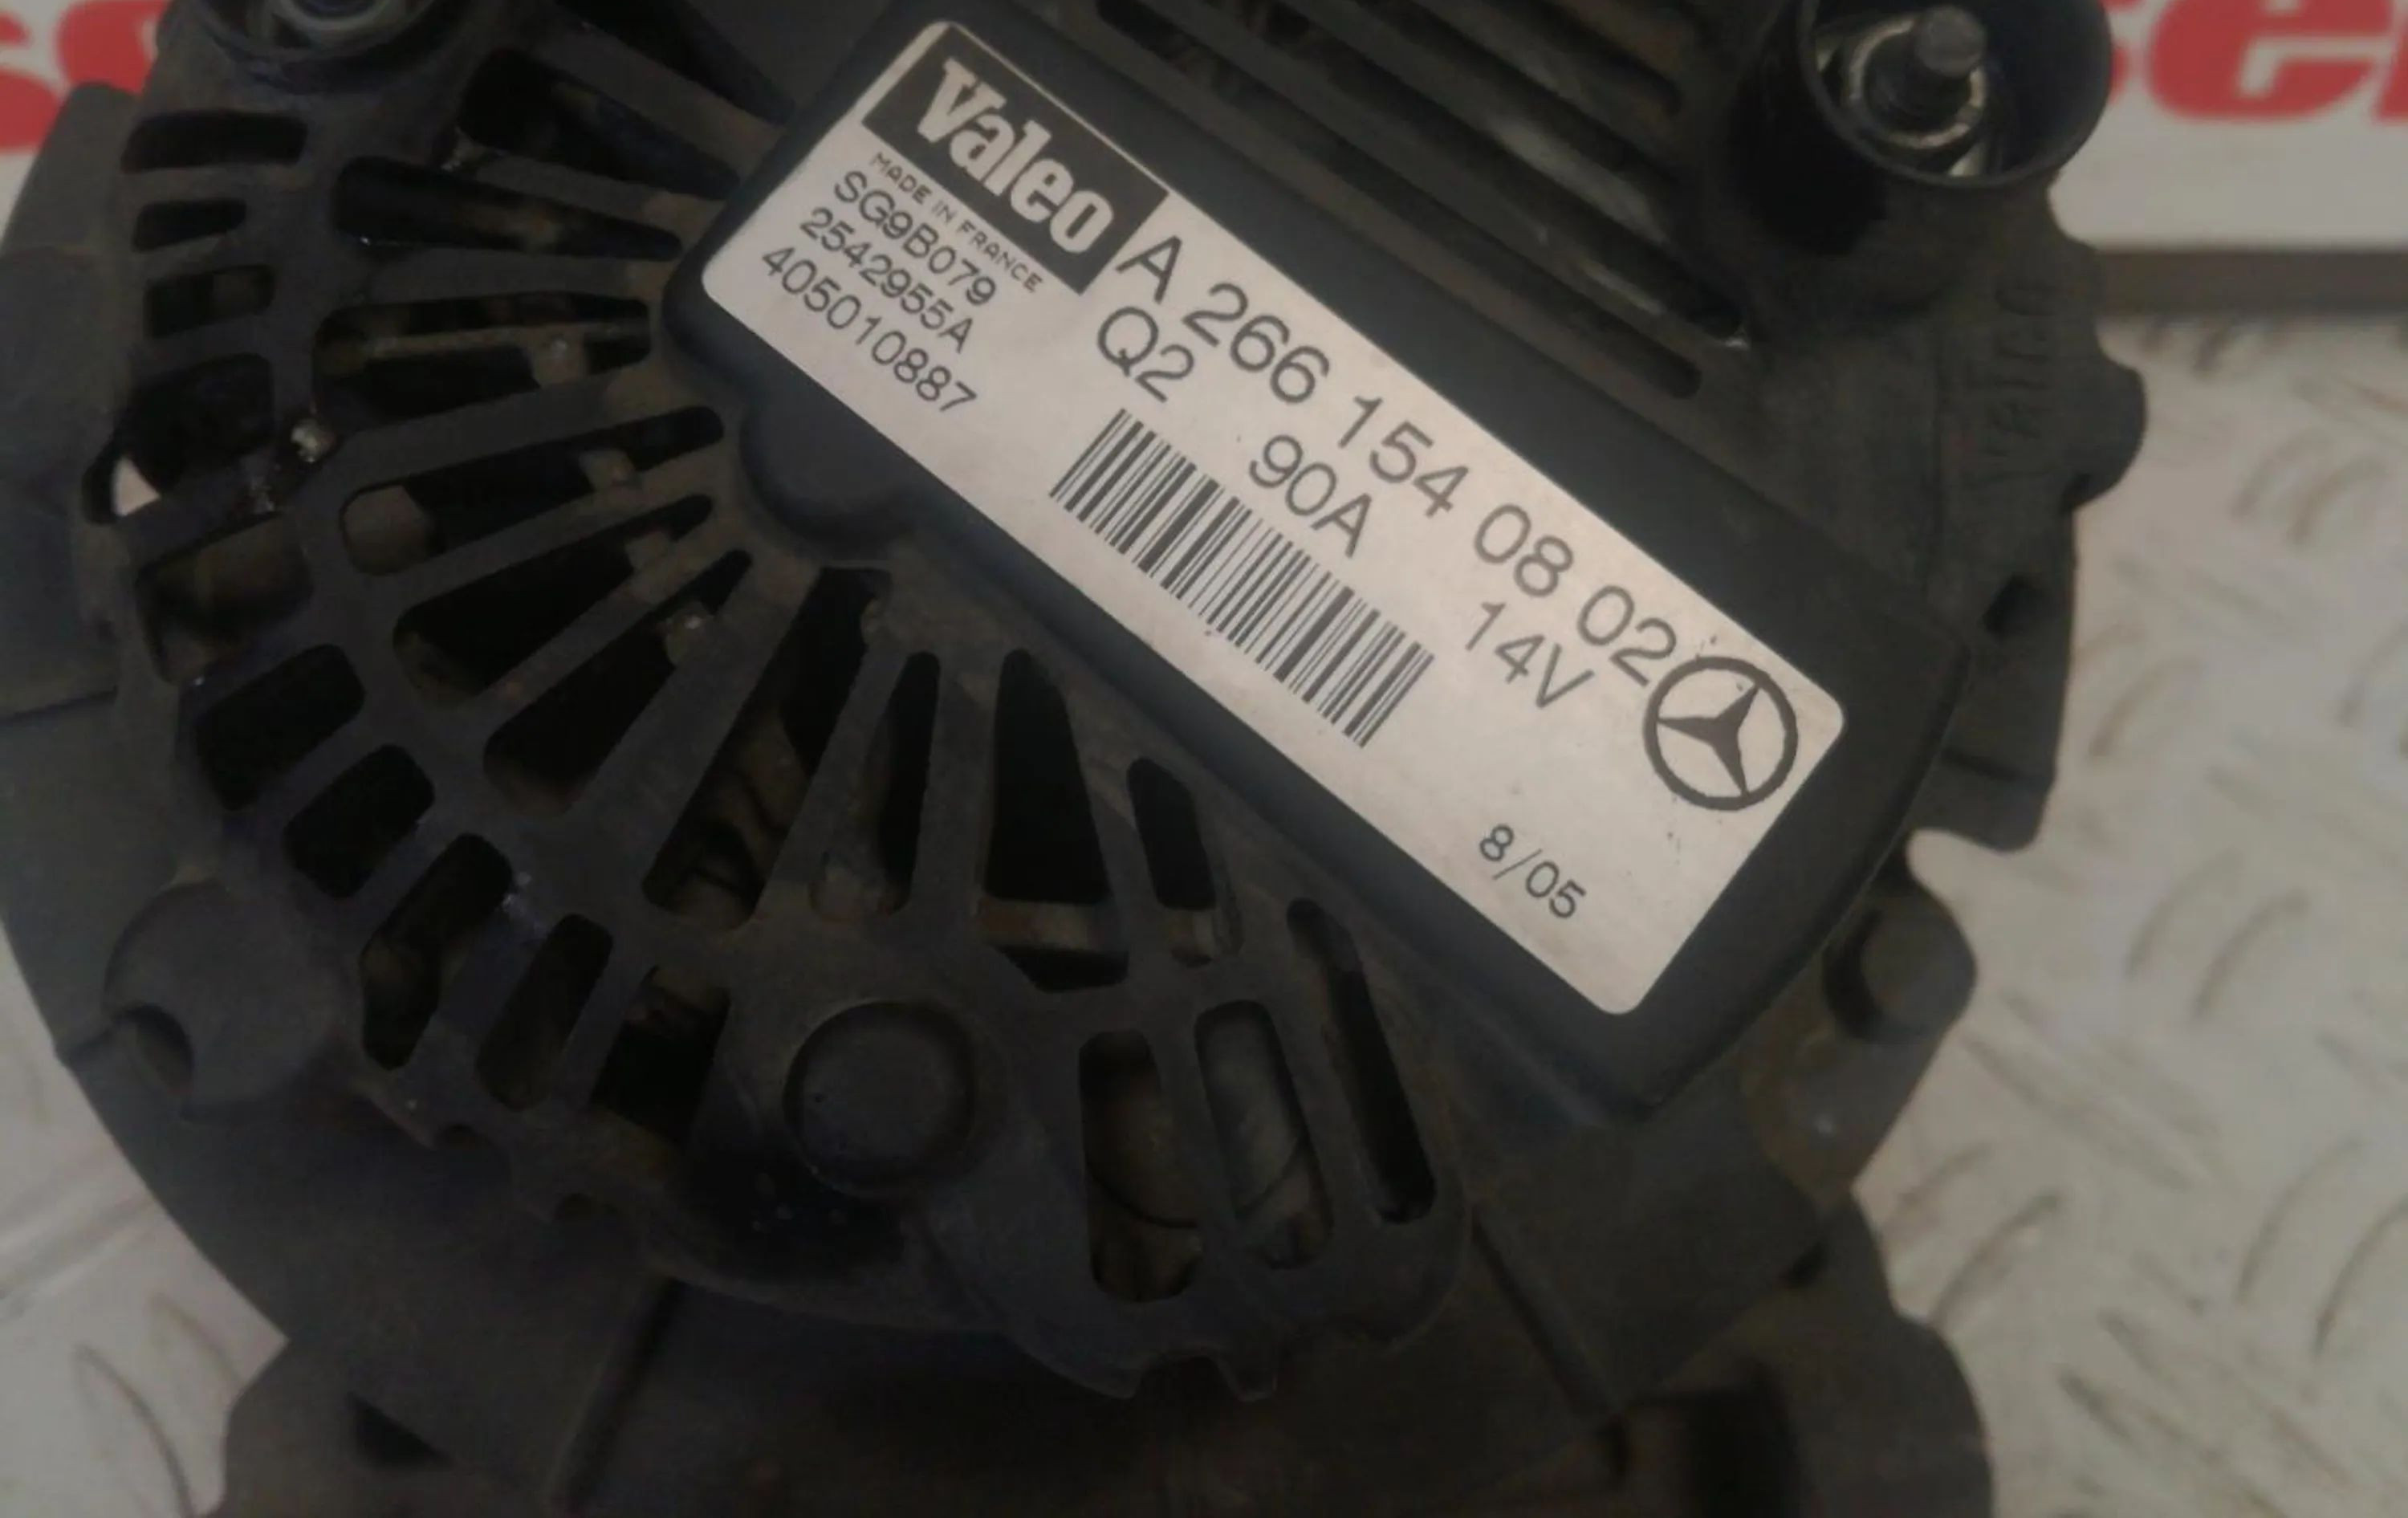 Valeo
MADE IN FRANCE
SG9B079
2542955A
405010887
A 266 154 08 02
Q2 90A 14V
8/05